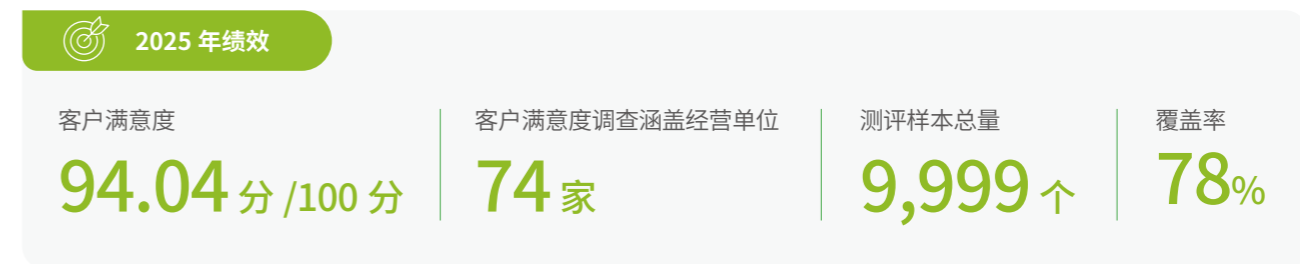 2025 年绩效
客户满意度
94.04 分 /100 分
客户满意度调查涵盖经营单位
74 家
测评样本总量
9,999 个
覆盖率
78%